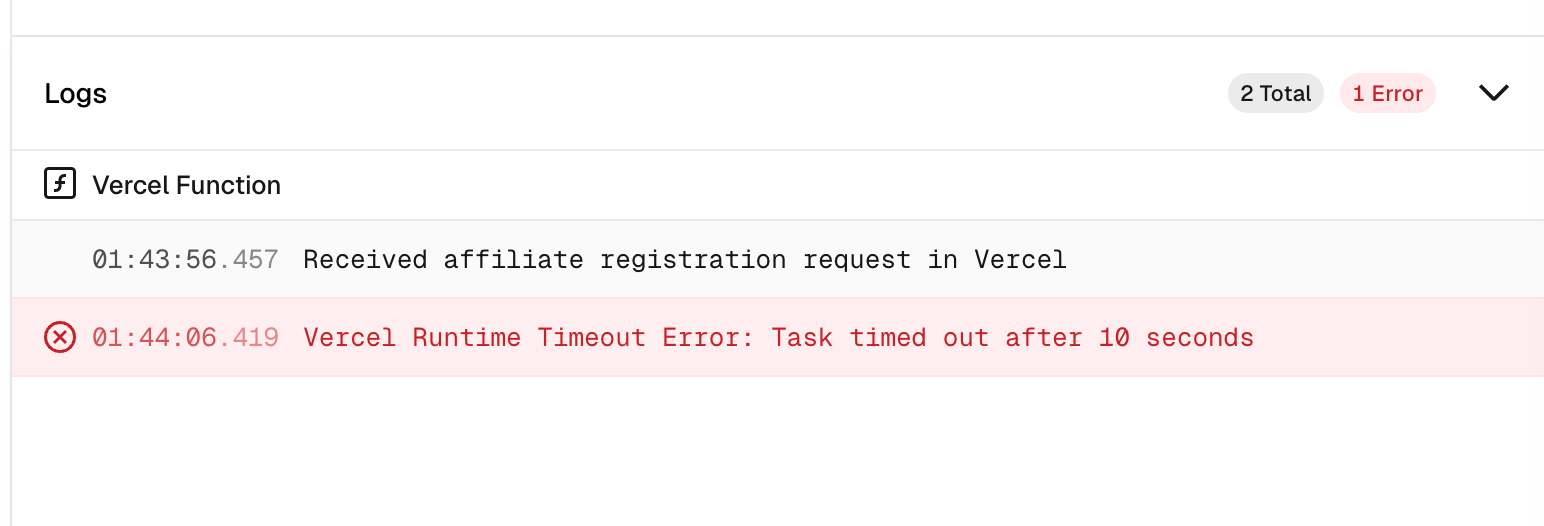 Logs
2 Total
1 Error
Vercel Function
01:43:56.457 Received affiliate registration request in Vercel
01:44:06.419 Vercel Runtime Timeout Error: Task timed out after 10 seconds